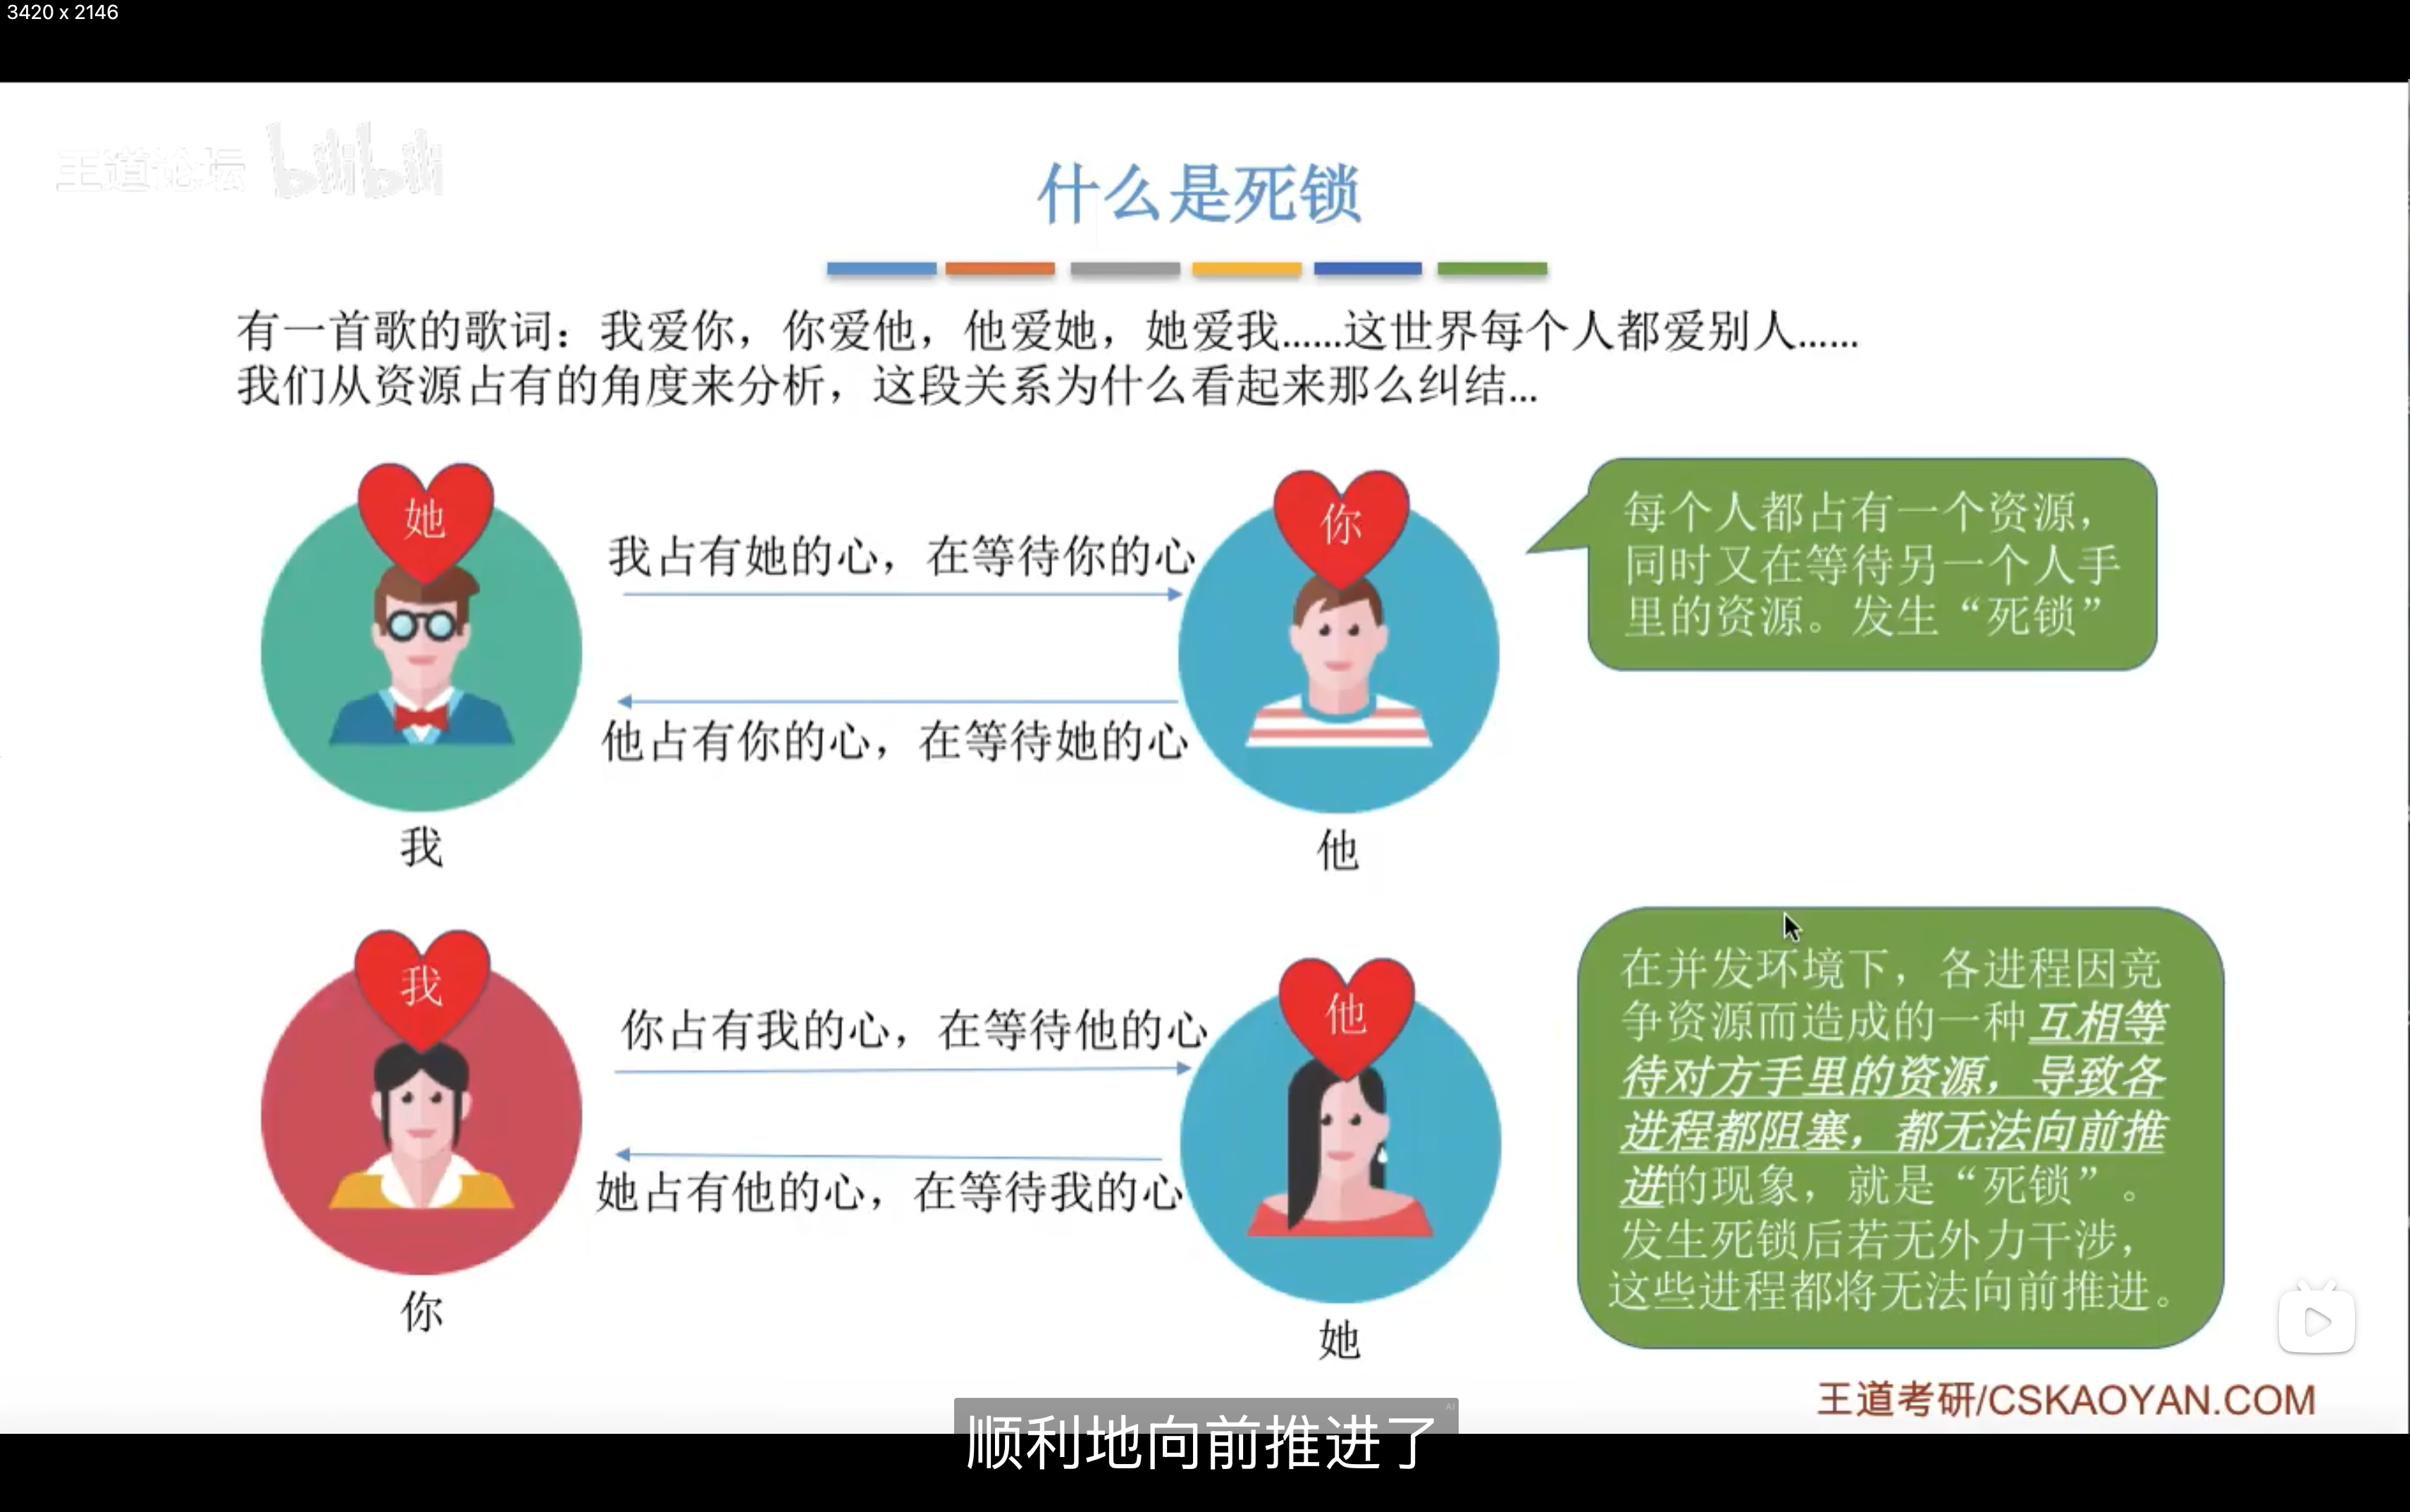 3420 x 2146
王道论坛 bilibili
什么是死锁
有一首歌的歌词：我爱你，你爱他，他爱她，她爱我……这世界每个人都爱别人……
我们从资源占有的角度来分析，这段关系为什么看起来那么纠结…
她
我占有她的心，在等待你的心
他占有你的心，在等待她的心
我
你
他
每个人都占有一个资源，
同时又在等待另一个人手
里的资源。发生“死锁”
我
你占有我的心，在等待他的心
她占有他的心，在等待我的心
你
他
她
在并发环境下，各进程因竞
争资源而造成的一种互相等
待对方手里的资源，导致各
进程都阻塞，都无法向前推
进的现象，就是“死锁”。
发生死锁后若无外力干涉，
这些进程都将无法向前推进。
王道考研/CSKAOYAN.COM
AI
顺利地向前推进了